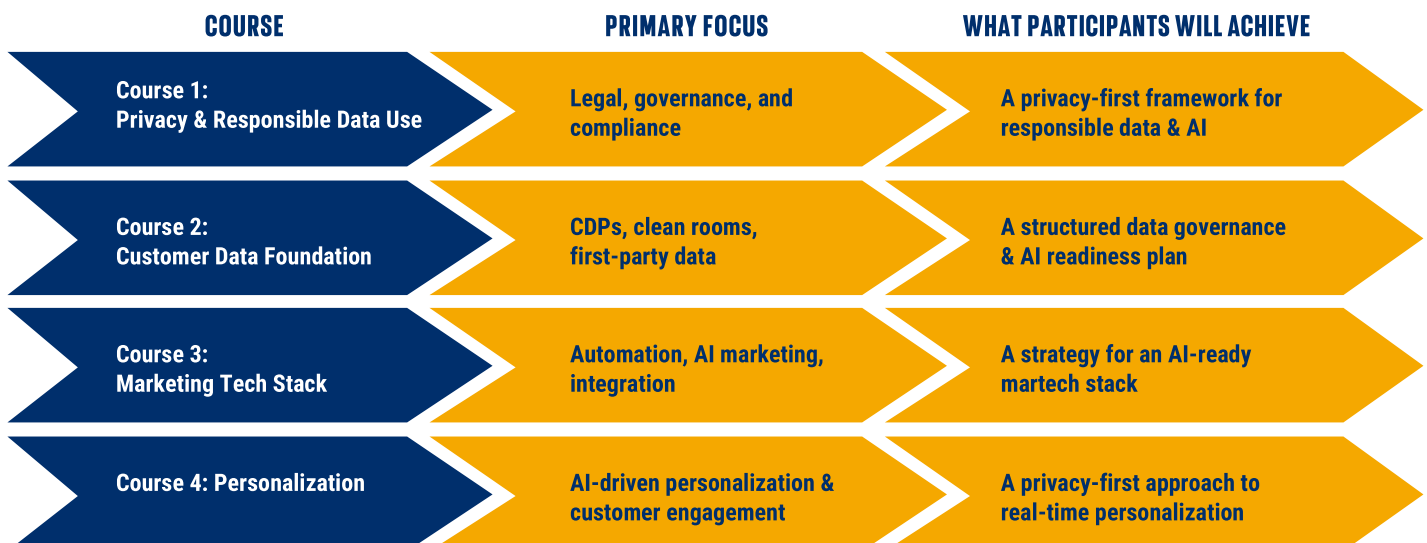 COURSE
PRIMARY FOCUS
WHAT PARTICIPANTS WILL ACHIEVE
Course 1:
Privacy & Responsible Data Use
Legal, governance, and
compliance
A privacy-first framework for
responsible data & AI
Course 2:
Customer Data Foundation
CDPs, clean rooms,
first-party data
A structured data governance
& AI readiness plan
Course 3:
Marketing Tech Stack
Automation, AI marketing,
integration
A strategy for an AI-ready
martech stack
Course 4: Personalization
AI-driven personalization &
customer engagement
A privacy-first approach to
real-time personalization